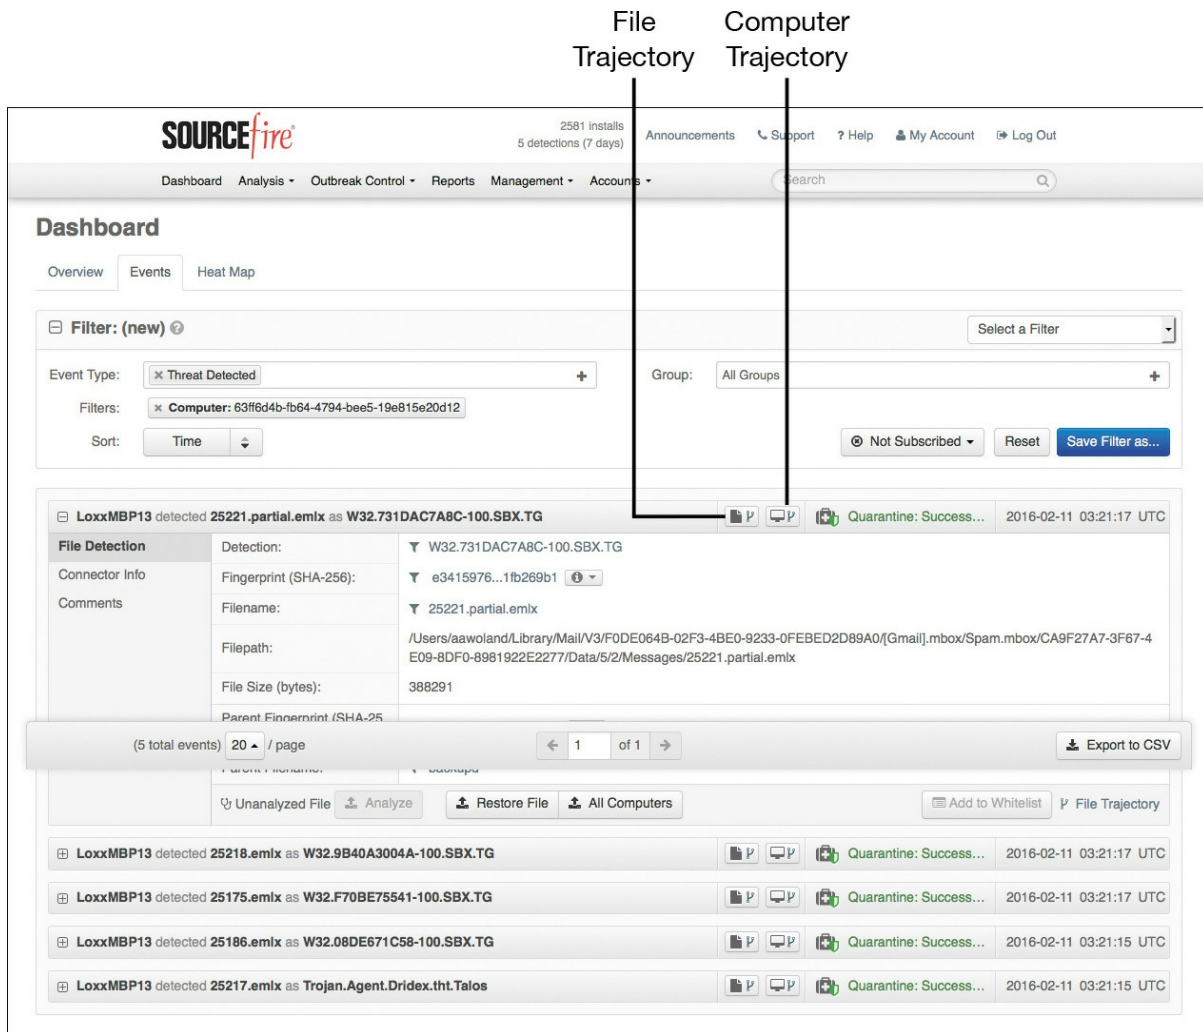 File Computer
Trajectory Trajectory
SOURCEfire
2581 installs
5 detections (7 days)
Announcements Support ? Help My Account Log Out
Dashboard Analysis Outbreak Control Reports Management Accounts Search
Dashboard
Overview Events Heat Map
Filter: (new) Select a Filter
Event Type: × Threat Detected + Group: All Groups +
Filters: × Computer: 63ff6d4b-fb64-4794-bee5-19e815e20d12
Sort: Time Not Subscribed Reset Save Filter as...
LoxxMBP13 detected 25221.partial.emlx as W32.731DAC7A8C-100.SBX.TG Quarantine: Success... 2016-02-11 03:21:17 UTC
File Detection Detection: W32.731DAC7A8C-100.SBX.TG
Connector Info Fingerprint (SHA-256): e3415976...1fb269b1
Comments Filename: 25221.partial.emlx
Filepath: /Users/aawoland/Library/Mail/V3/F0DE064B-02F3-4BE0-9233-0FEBED2D89A0/[Gmail].mbox/Spam.mbox/CA9F27A7-3F67-4
E09-8DF0-8981922E2277/Data/5/2/Messages/25221.partial.emlx
File Size (bytes): 388291
Parent Fingerprint (SHA-25
(5 total events) 20 / page 1 of 1 Export to CSV
Parent Filename: backupd
Unanalyzed File Analyze Restore File All Computers Add to Whitelist File Trajectory
LoxxMBP13 detected 25218.emlx as W32.9B40A3004A-100.SBX.TG Quarantine: Success... 2016-02-11 03:21:17 UTC
LoxxMBP13 detected 25175.emlx as W32.F70BE75541-100.SBX.TG Quarantine: Success... 2016-02-11 03:21:17 UTC
LoxxMBP13 detected 25186.emlx as W32.08DE671C58-100.SBX.TG Quarantine: Success... 2016-02-11 03:21:15 UTC
LoxxMBP13 detected 25217.emlx as Trojan.Agent.Dridex.tht.Talos Quarantine: Success... 2016-02-11 03:21:15 UTC